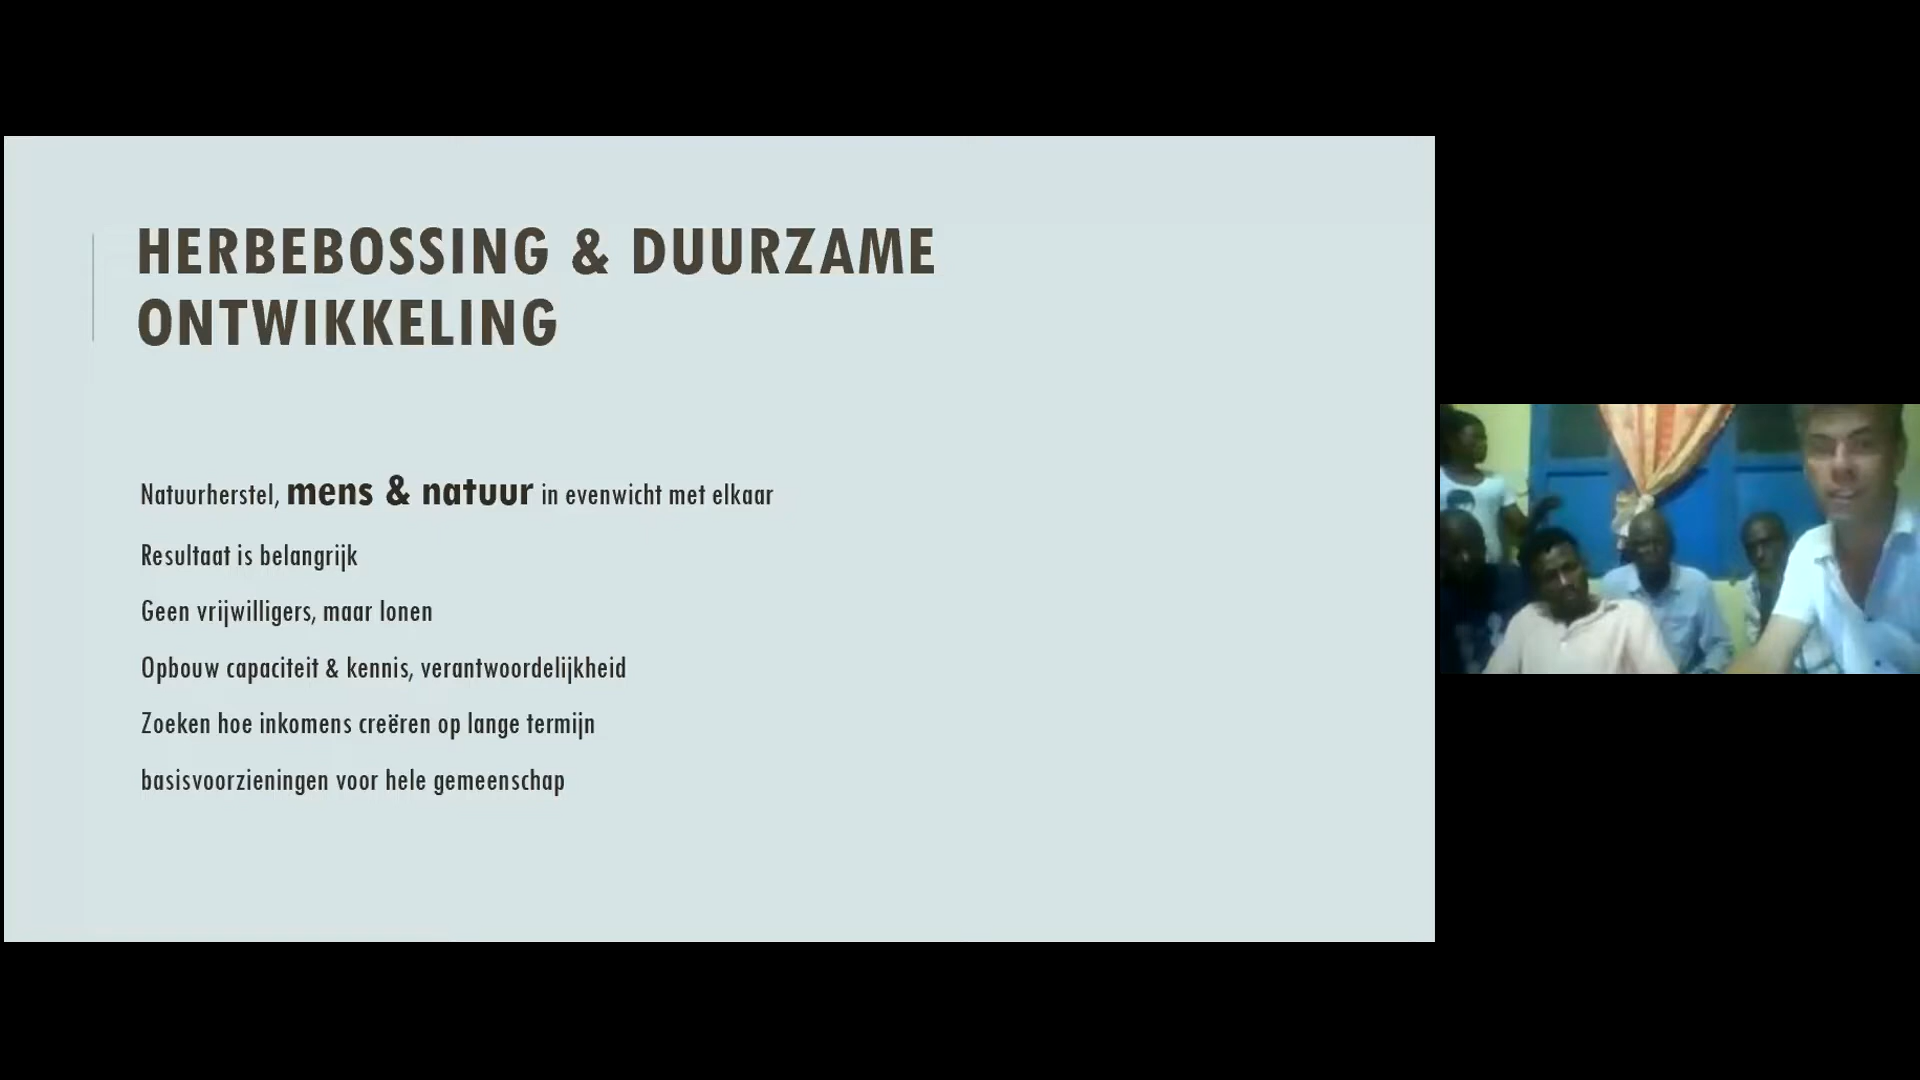 HERBEBOSSING & DUURZAME
ONTWIKKELING
Natuurherstel, mens & natuur in evenwicht met elkaar
Resultaat is belangrijk
Geen vrijwilligers, maar lonen
Opbouw capaciteit & kennis, verantwoordelijkheid
Zoeken hoe inkomens creëren op lange termijn
basisvoorzieningen voor hele gemeenschap